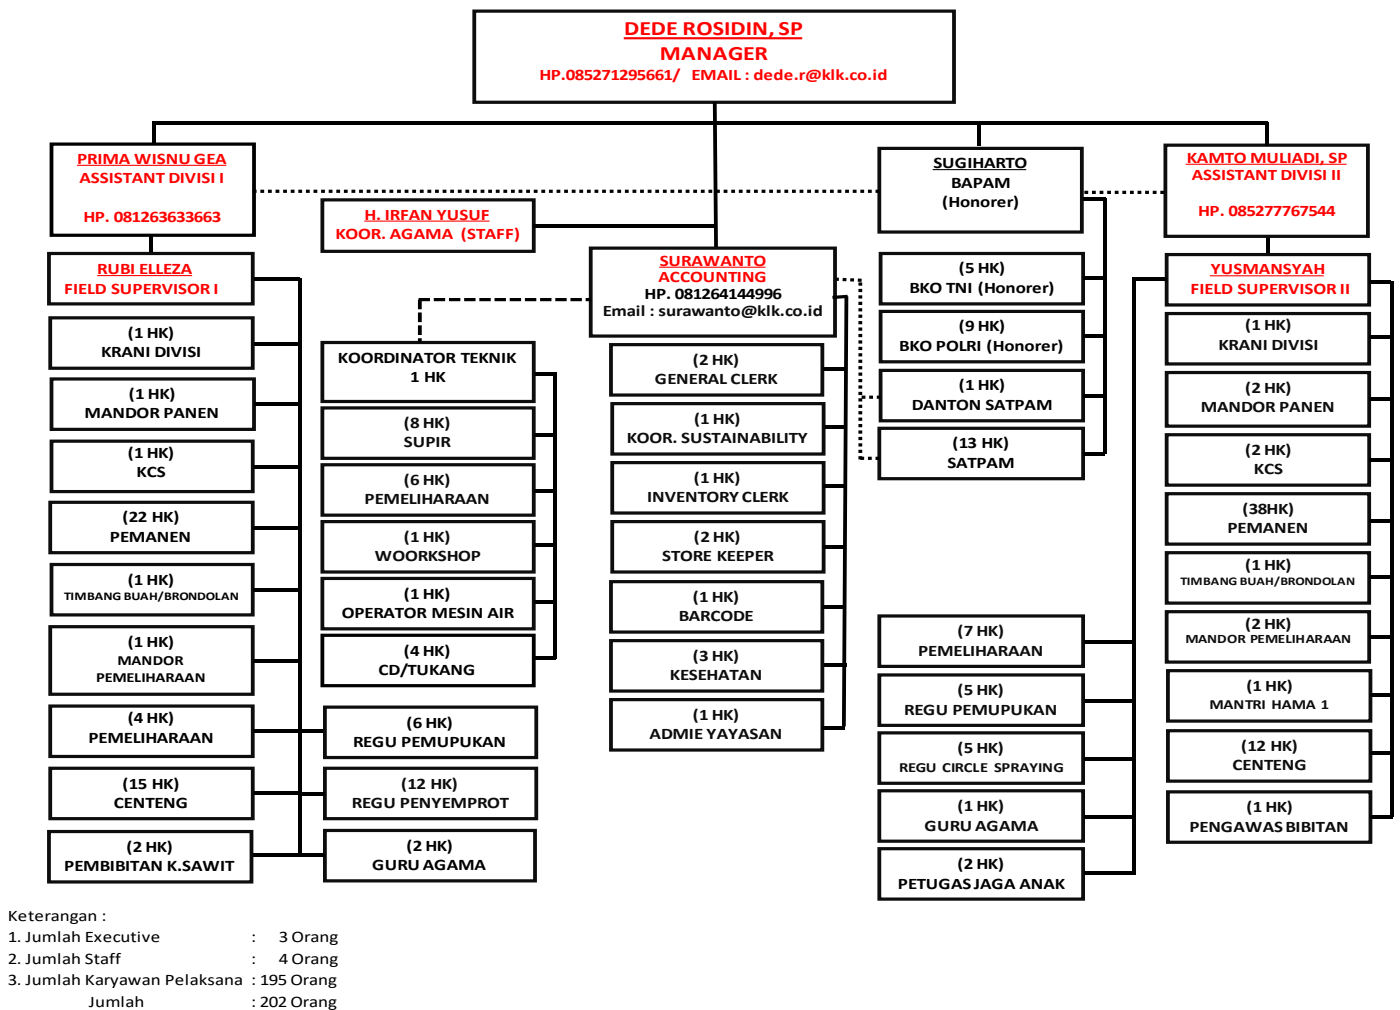 DEDE ROSIDIN, SP
MANAGER
HP.085271295661/ EMAIL : dede.r@klk.co.id
PRIMA WISNU GEA
ASSISTANT DIVISI I
HP. 081263633663
SUGIHARTO
BAPAM
(Honorer)
KAMTO MULIADI, SP
ASSISTANT DIVISI II
HP. 085277767544
H. IRFAN YUSUF
KOOR. AGAMA (STAFF)
SURAWANTO
ACCOUNTING
HP. 081264144996
Email : surawanto@klk.co.id
RUBI ELLEZA
FIELD SUPERVISOR I
(1 HK)
KRANI DIVISI
(1 HK)
MANDOR PANEN
(1 HK)
KCS
(22 HK)
PEMANEN
(1 HK)
TIMBANG BUAH/BRONDOLAN
(1 HK)
MANDOR
PEMELIHARAAN
(4 HK)
PEMELIHARAAN
(15 HK)
CENTENG
(2 HK)
PEMBIBITAN K.SAWIT
KOORDINATOR TEKNIK
1 HK
(8 HK)
SUPIR
(6 HK)
PEMELIHARAAN
(1 HK)
WOORKSHOP
(1 HK)
OPERATOR MESIN AIR
(4 HK)
CD/TUKANG
(6 HK)
REGU PEMUPUKAN
(12 HK)
REGU PENYEMPROT
(2 HK)
GURU AGAMA
(2 HK)
GENERAL CLERK
(1 HK)
KOOR. SUSTAINABILITY
(1 HK)
INVENTORY CLERK
(2 HK)
STORE KEEPER
(1 HK)
BARCODE
(3 HK)
KESEHATAN
(1 HK)
ADMIE YAYASAN
(5 HK)
BKO TNI (Honorer)
(9 HK)
BKO POLRI (Honorer)
(1 HK)
DANTON SATPAM
(13 HK)
SATPAM
(7 HK)
PEMELIHARAAN
(5 HK)
REGU PEMUPUKAN
(5 HK)
REGU CIRCLE SPRAYING
(1 HK)
GURU AGAMA
(2 HK)
PETUGAS JAGA ANAK
YUSMANSYAH
FIELD SUPERVISOR II
(1 HK)
KRANI DIVISI
(2 HK)
MANDOR PANEN
(2 HK)
KCS
(38HK)
PEMANEN
(1 HK)
TIMBANG BUAH/BRONDOLAN
(2 HK)
MANDOR PEMELIHARAAN
(1 HK)
MANTRI HAMA 1
(12 HK)
CENTENG
(1 HK)
PENGAWAS BIBITAN
Keterangan :
1. Jumlah Executive : 3 Orang
2. Jumlah Staff : 4 Orang
3. Jumlah Karyawan Pelaksana : 195 Orang
Jumlah : 202 Orang